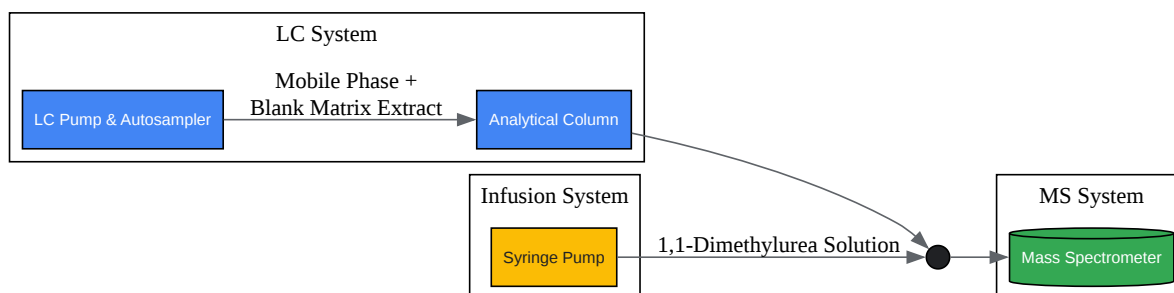 LC System
Mobile Phase +
Blank Matrix Extract
LC Pump & Autosampler
Analytical Column
Infusion System
MS System
Syringe Pump
1,1-Dimethylurea Solution
Mass Spectrometer